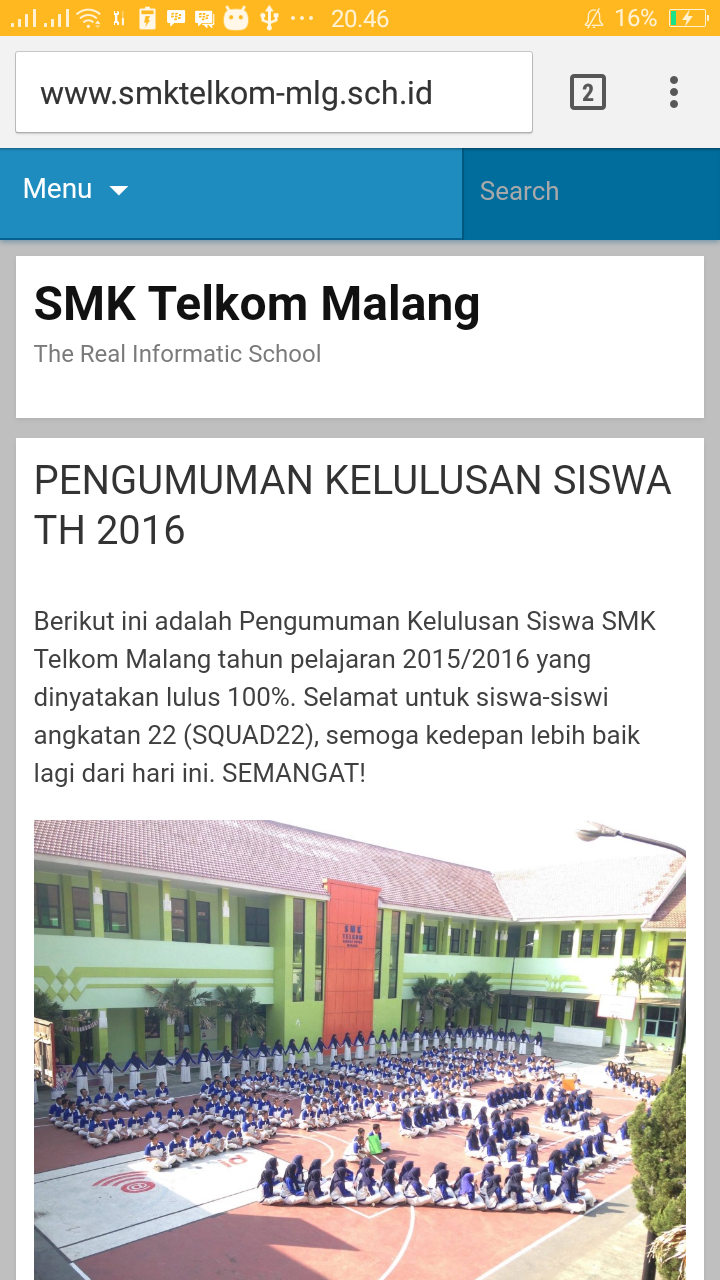 20.46
16%
www.smktelkom-mlg.sch.id
2
Menu
Search
SMK Telkom Malang
The Real Informatic School
PENGUMUMAN KELULUSAN SISWA
TH 2016
Berikut ini adalah Pengumuman Kelulusan Siswa SMK
Telkom Malang tahun pelajaran 2015/2016 yang
dinyatakan lulus 100%. Selamat untuk siswa-siswi
angkatan 22 (SQUAD22), semoga kedepan lebih baik
lagi dari hari ini. SEMANGAT!
SMK
TELKOM